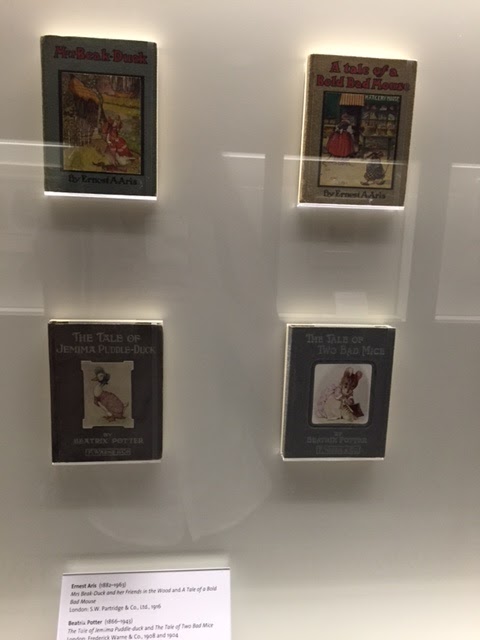 Mrs Beak-Duck
By Ernest A. Aris
A tale of a
Bold Bad Mouse
By Ernest A. Aris
THE TALE OF
JEMIMA PUDDLE-DUCK
BY
BEATRIX POTTER
THE TALE OF
TWO BAD MICE
BY
BEATRIX POTTER
Ernest Aris (1882–1963)
Mrs Beak-Duck and her Friends in the Wood and A Tale of a Bold
Bad Mouse
London: S.W. Partridge & Co., Ltd., 1916
Beatrix Potter (1866–1943)
The Tale of Jemima Puddle-duck and The Tale of Two Bad Mice
London: Frederick Warne & Co., 1908 and 1904